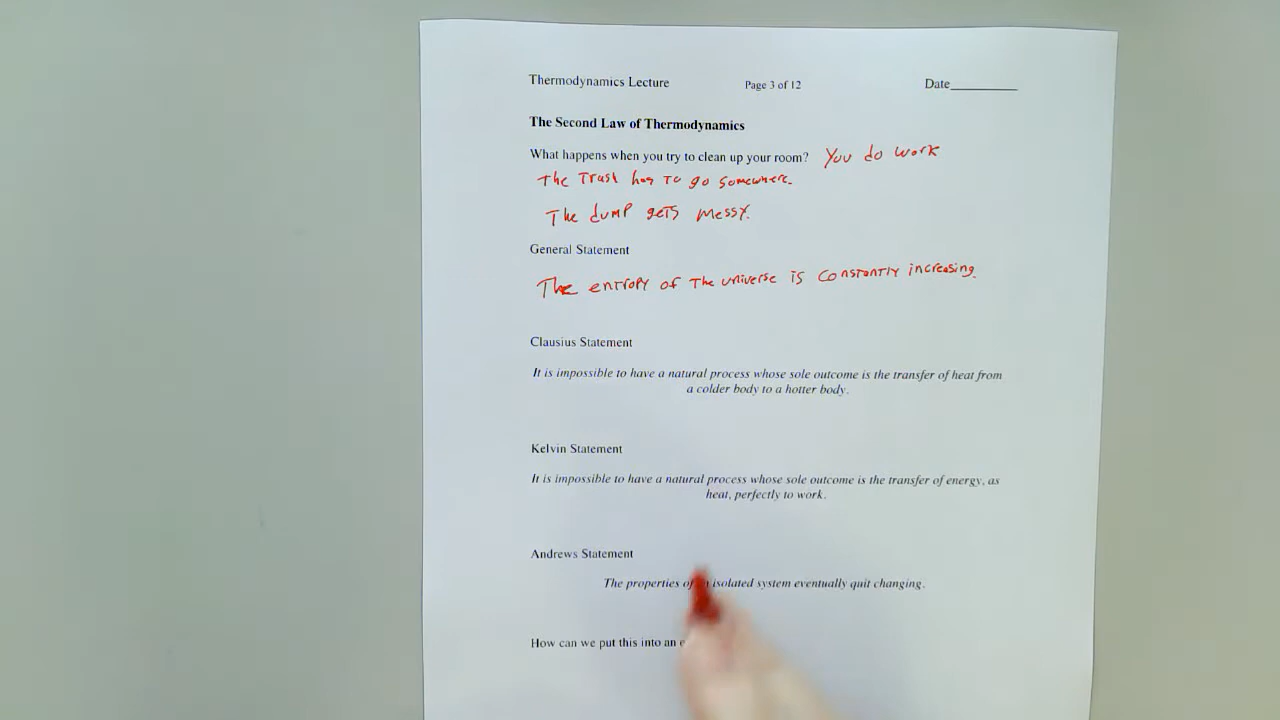 Thermodynamics Lecture Page 3 of 12 Date__________
The Second Law of Thermodynamics
What happens when you try to clean up your room? You do work
The Trash has To go somewhere.
The dump gets messy.
General Statement
The entropy of the universe is constantly increasing.
Clausius Statement
It is impossible to have a natural process whose sole outcome is the transfer of heat from
a colder body to a hotter body.
Kelvin Statement
It is impossible to have a natural process whose sole outcome is the transfer of energy, as
heat, perfectly to work.
Andrews Statement
The properties of isolated system eventually quit changing.
How can we put this into an